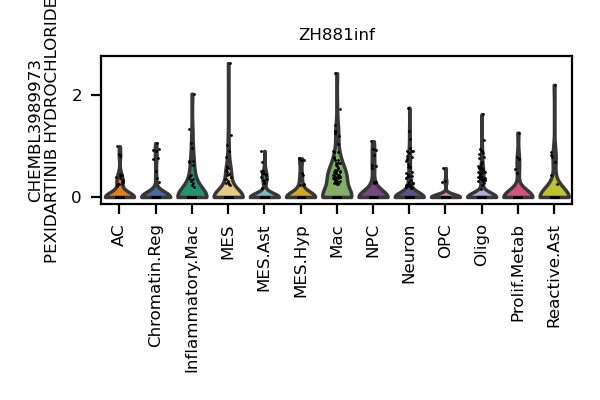 ZH881inf
CHEMBL3989973
PEXIDARTINIB HYDROCHLORIDE
2
0
AC
Chromatin.Reg
Inflammatory.Mac
MES
MES.Ast
MES.Hyp
Mac
NPC
Neuron
OPC
Oligo
Prolif.Metab
Reactive.Ast